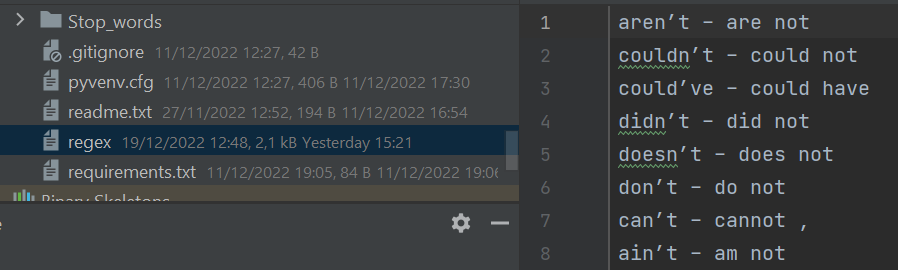 Stop_words
.gitignore 11/12/2022 12:27, 42 B
pyvenv.cfg 11/12/2022 12:27, 406 B 11/12/2022 17:30
readme.txt 27/11/2022 12:52, 194 B 11/12/2022 16:54
regex 19/12/2022 12:48, 2,1 kB Yesterday 15:21
requirements.txt 11/12/2022 19:05, 84 B 11/12/2022 19:06
Binary Skeletons
1 aren’t – are not
2 couldn’t – could not
3 could’ve – could have
4 didn’t – did not
5 doesn’t – does not
6 don’t – do not
7 can’t – cannot ,
8 ain’t – am not